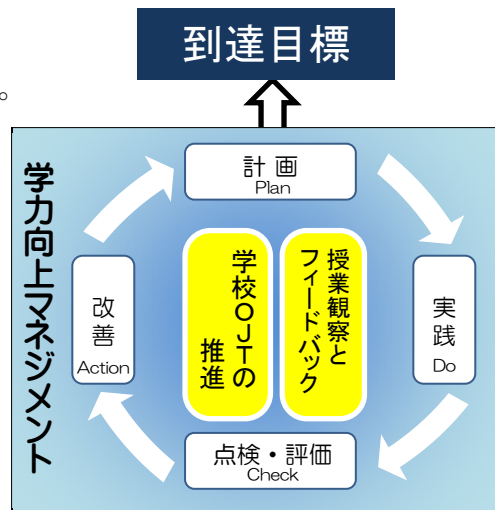 到達目標
。
学力向上マネジメント
計画
Plan
実践
Do
点検・評価
Check
改善
Action
学校OJTの
推進
授業観察と
フィードバック